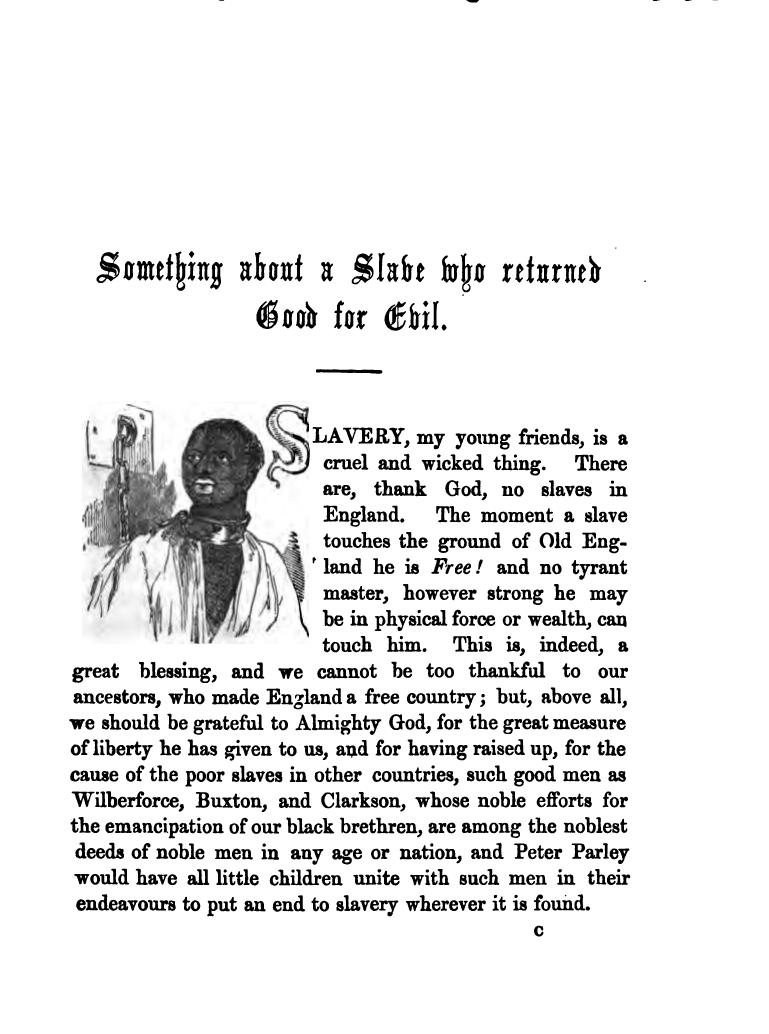 Something about a Slave who returned
Good for Evil.
SLAVERY, my young friends, is a
cruel and wicked thing. There
are, thank God, no slaves in
England. The moment a slave
touches the ground of Old Eng-
land he is Free! and no tyrant
master, however strong he may
be in physical force or wealth, can
touch him. This is, indeed, a
great blessing, and we cannot be too thankful to our
ancestors, who made England a free country; but, above all,
we should be grateful to Almighty God, for the great measure
of liberty he has given to us, and for having raised up, for the
cause of the poor slaves in other countries, such good men as
Wilberforce, Buxton, and Clarkson, whose noble efforts for
the emancipation of our black brethren, are among the noblest
deeds of noble men in any age or nation, and Peter Parley
would have all little children unite with such men in their
endeavours to put an end to slavery wherever it is found.
C